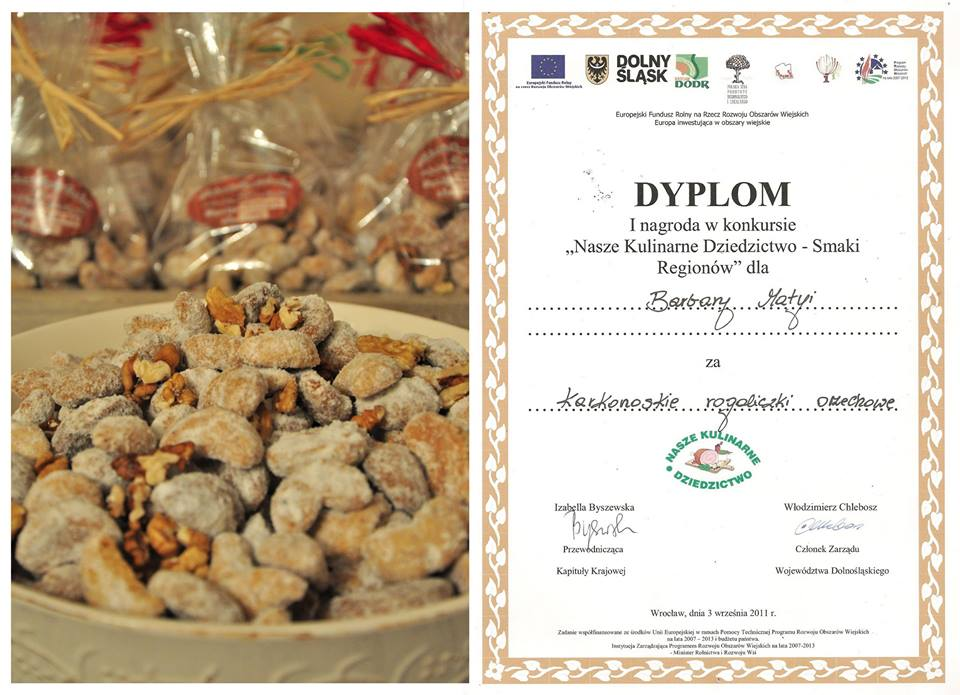 Europejski Fundusz Rolny
na rzecz Rozwoju Obszarów Wiejskich
DOLNY
ŚLĄSK
DODR
POLSKA IZBA
PRODUKTU
REGIONALNEGO
I LOKALNEGO
Program
Rozwoju
Obszarów
Wiejskich
na lata 2007-2013
Europejski Fundusz Rolny na Rzecz Rozwoju Obszarów Wiejskich
Europa inwestująca w obszary wiejskie
DYPLOM
I nagroda w konkursie
„Nasze Kulinarne Dziedzictwo - Smaki
Regionów” dla
Barbary Matyi
za
Karkonoskie rogaliczki orzechowe
NASZE KULINARNE
DZIEDZICTWO
Izabella Byszewska
Włodzimierz Chlebosz
Przewodnicząca
Członek Zarządu
Kapituły Krajowej
Województwa Dolnośląskiego
Wrocław, dnia 3 września 2011 r.
Zadanie współfinansowane ze środków Unii Europejskiej w ramach Pomocy Technicznej Programu Rozwoju Obszarów Wiejskich
na lata 2007 – 2013 i budżetu państwa.
Instytucja Zarządzająca Programem Rozwoju Obszarów Wiejskich na lata 2007-2013
- Minister Rolnictwa i Rozwoju Wsi